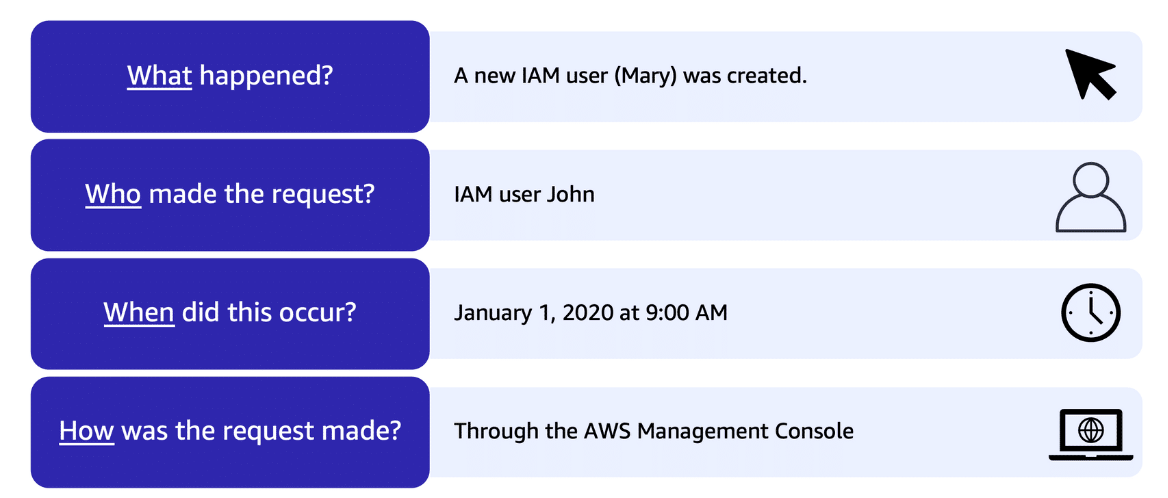 What happened?
A new IAM user (Mary) was created.
Who made the request?
IAM user John
When did this occur?
January 1, 2020 at 9:00 AM
How was the request made?
Through the AWS Management Console